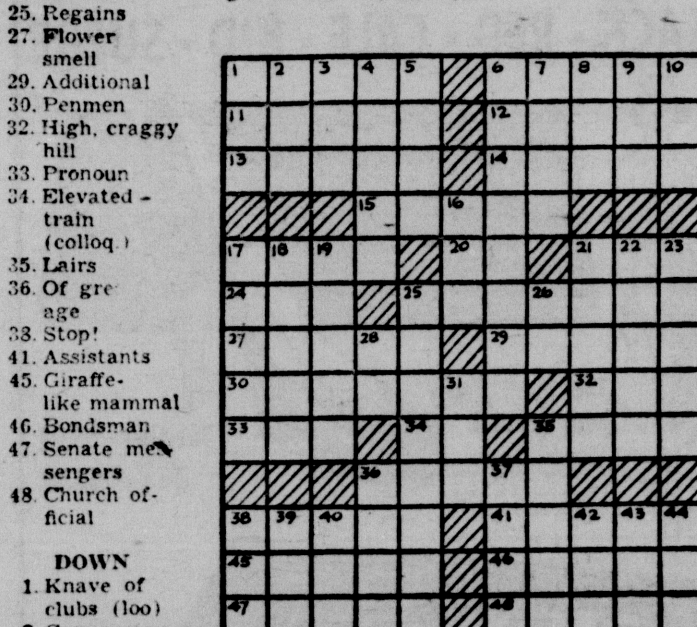 25. Regains
27. Flower
smell
29. Additional
30. Penmen
32. High, craggy
hill
33. Pronoun
34. Elevated -
train
(colloq.)
35. Lairs
36. Of
age
38. Stop!
41. Assistants
45. Giraffe-
like mammal
46. Bondsman
47. Senate
sengers
48. Church of-
ficial
DOWN
1. Knave of
clubs (loo)
1 2 3 4 5 6 7 8 9 10
11 12
13 14
15 16
17 18 19 20 21 22 23
24 25 26
27 28 29
30 31 32
33 34 35
36 37
38 39 40 41 42 43 44
45 46
47 48